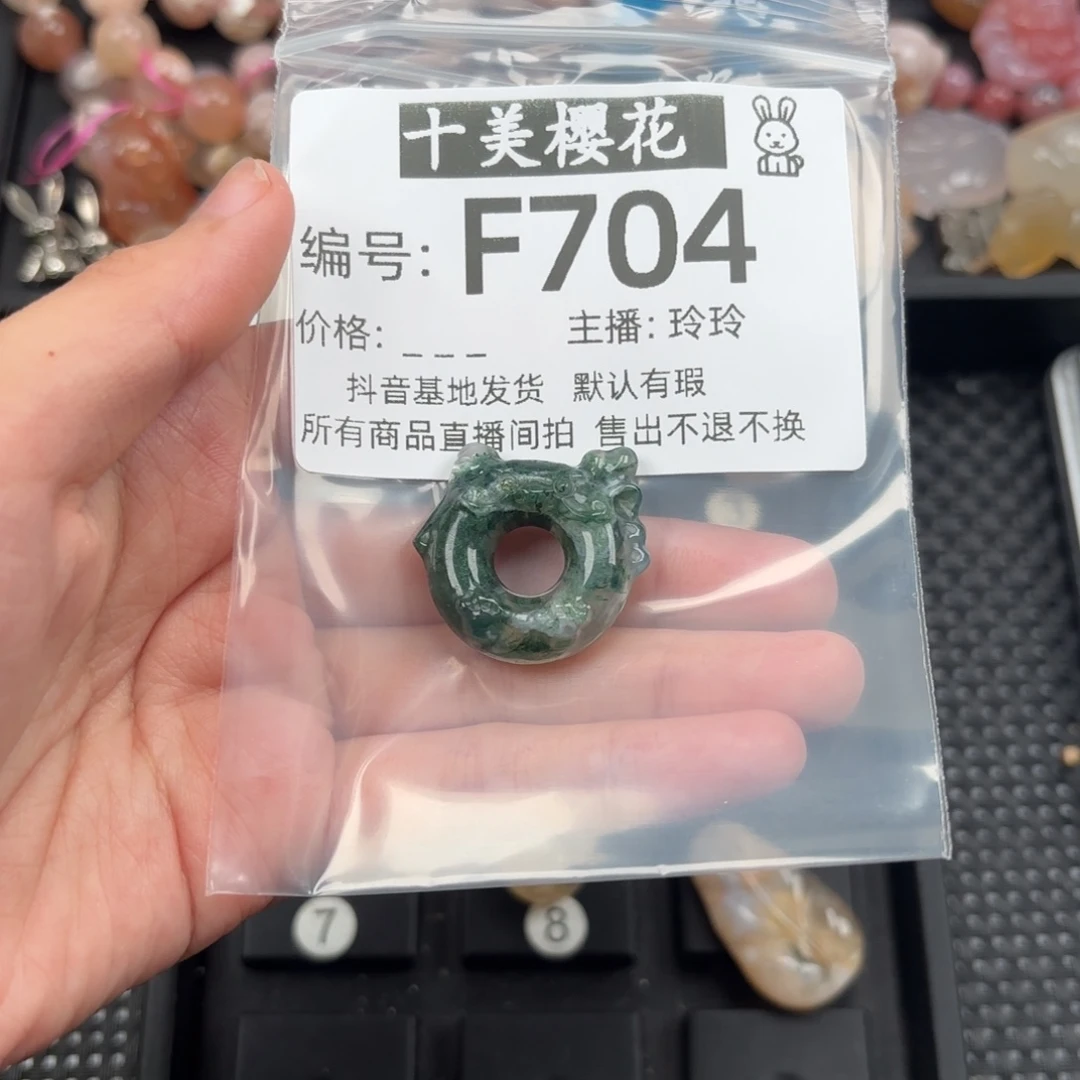 十美樱花
编号: F704
价格: _ _ _ 主播: 玲玲
抖音基地发货 默认有瑕
所有商品直播间拍 售出不退不换
7
8